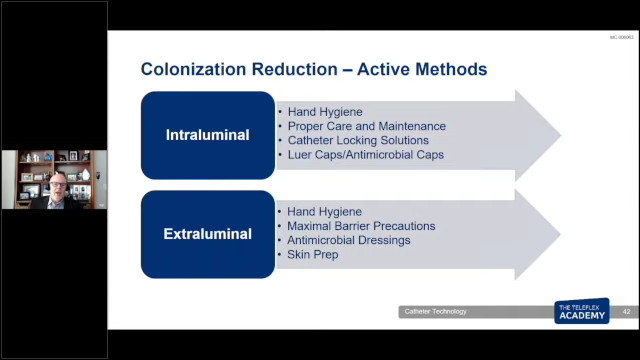 Colonization Reduction – Active Methods
Intraluminal
• Hand Hygiene
• Proper Care and Maintenance
• Catheter Locking Solutions
• Luer Caps/Antimicrobial Caps
Extraluminal
• Hand Hygiene
• Maximal Barrier Precautions
• Antimicrobial Dressings
• Skin Prep
Catheter Technology
THE TELEFLEX
ACADEMY
42